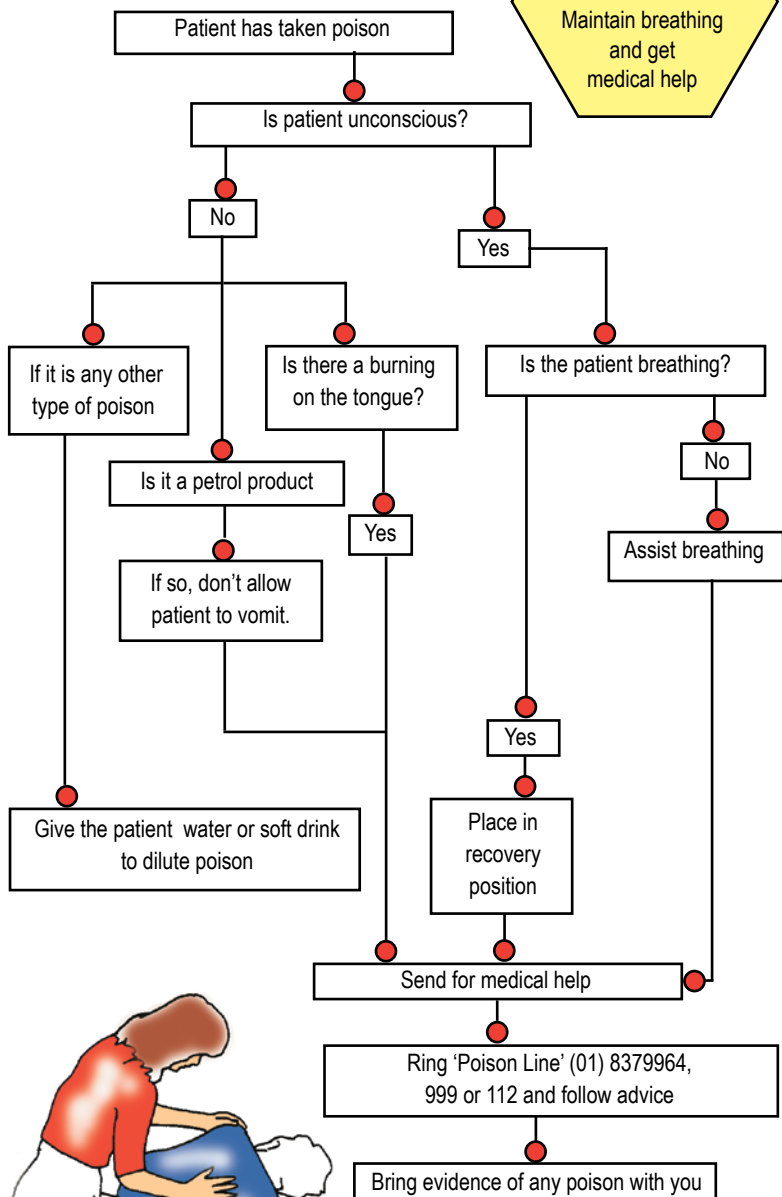 Patient has taken poison
Maintain breathing
and get
medical help
Is patient unconscious?
No
Yes
If it is any other
type of poison
Is there a burning
on the tongue?
Is the patient breathing?
Is it a petrol product
Yes
No
If so, don’t allow
patient to vomit.
Assist breathing
Yes
Give the patient water or soft drink
to dilute poison
Place in
recovery
position
Send for medical help
Ring ‘Poison Line’ (01) 8379964,
999 or 112 and follow advice
Bring evidence of any poison with you